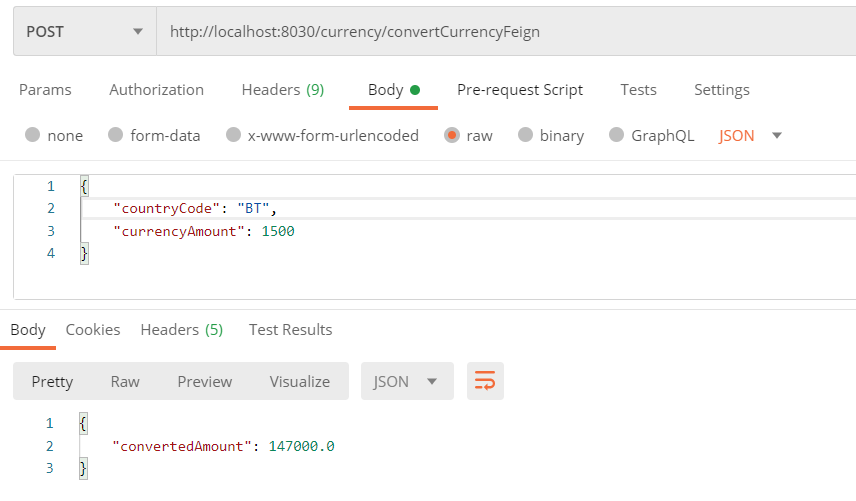 POST http://localhost:8030/currency/convertCurrencyFeign
Params Authorization Headers (9) Body Pre-request Script Tests Settings
none form-data x-www-form-urlencoded raw binary GraphQL JSON
1 {
2 "countryCode": "BT",
3 "currencyAmount": 1500
4 }
Body Cookies Headers (5) Test Results
Pretty Raw Preview Visualize JSON
1 {
2 "convertedAmount": 147000.0
3 }